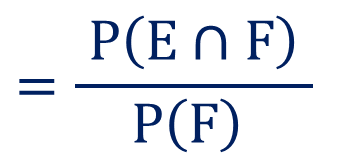 = P(E ∩ F)
P(F)